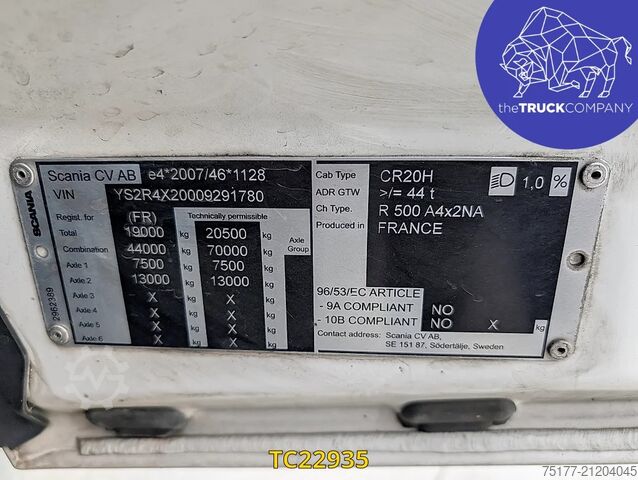 theTRUCKCOMPANY
Scania CV AB e4*2007/46*1128
VIN YS2R4X20009291780
Regist. for (FR) Technically permissible
Total 19000 kg 20500 kg Axle Group
Combination 44000 kg 70000 kg
Axle 1 7500 kg 7500 kg
Axle 2 13000 kg 13000 kg
Axle 3 X kg X kg
Axle 4 X kg X kg
Axle 5 X kg X kg
Axle 6 X kg X kg
SCANIA
2962389
Cab Type CR20H 1,0 %
ADR GTW >/= 44 t
Ch Type. R 500 A4x2NA
Produced in FRANCE
96/53/EC ARTICLE
- 9A COMPLIANT NO
- 10B COMPLIANT NO X kg
Contact address: Scania CV AB,
SE 151 87, Södertälje, Sweden
TC22935
75177-21204045